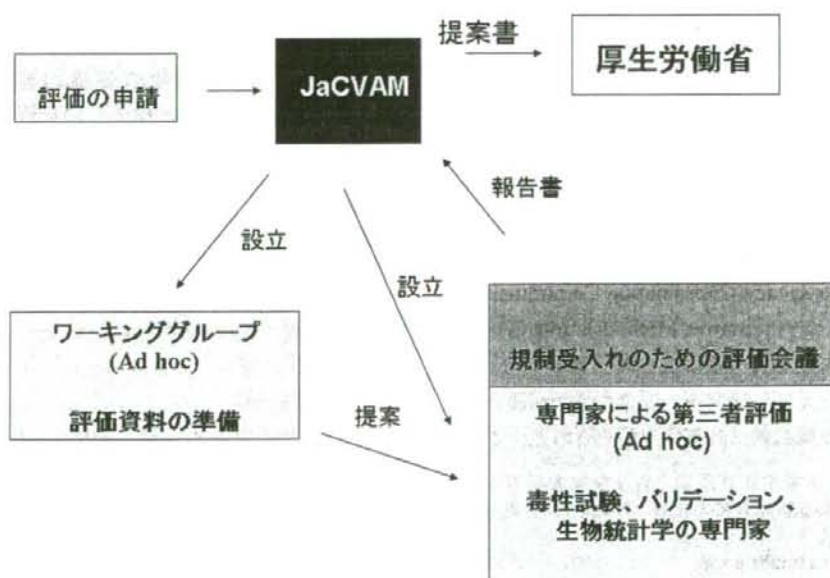 提案書
厚生労働省
評価の申請
JaCVAM
報告書
設立
設立
ワーキンググループ
(Ad hoc)
評価資料の準備
提案
規制受入れのための評価会議
専門家による第三者評価
(Ad hoc)
毒性試験、バリデーション、
生物統計学の専門家